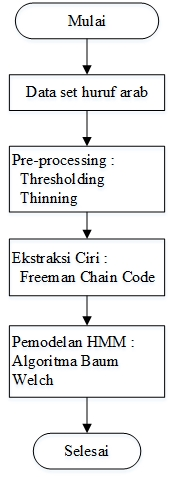 Mulai
Data set huruf arab
Pre-processing :
Thresholding
Thinning
Ekstraksi Ciri :
Freeman Chain Code
Pemodelan HMM :
Algoritma Baum
Welch
Selesai